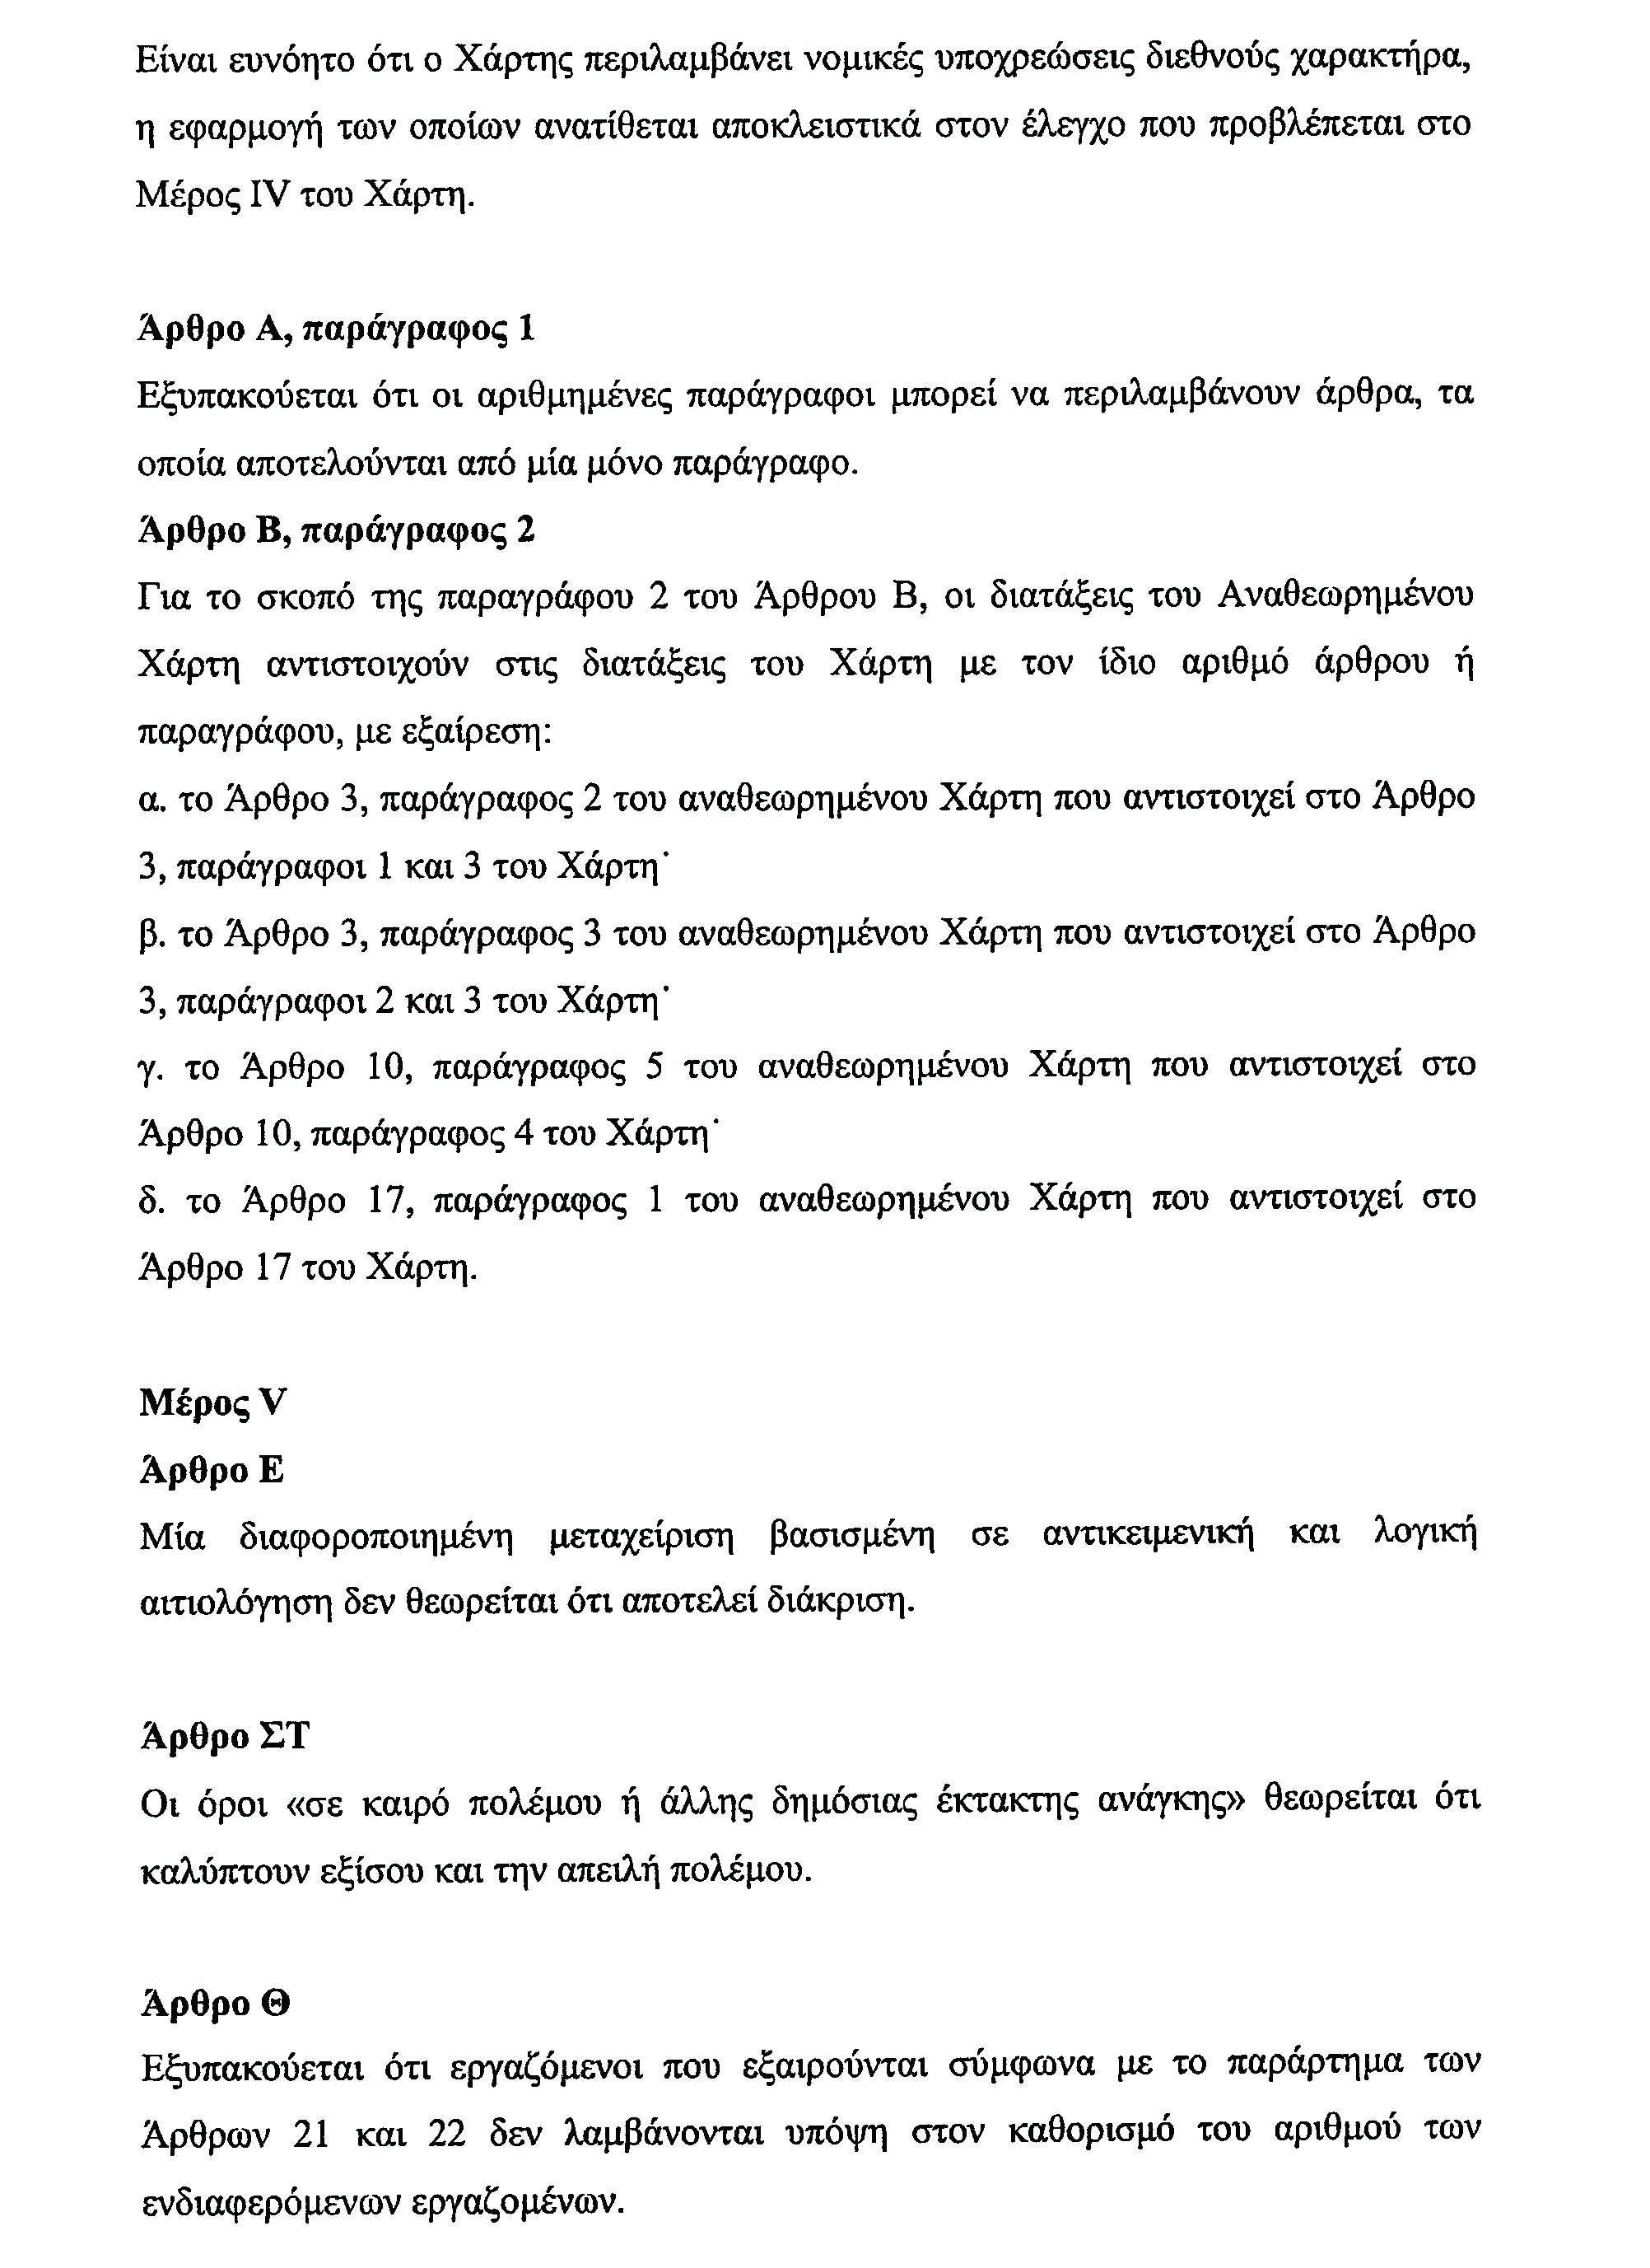 Είναι ευνόητο ότι ο Χάρτης περιλαμβάνει νομικές υποχρεώσεις διεθνούς χαρακτήρα,
η εφαρμογή των οποίων ανατίθεται αποκλειστικά στον έλεγχο που προβλέπεται στο
Μέρος IV του Χάρτη.
Άρθρο Α, παράγραφος 1
Εξυπακούεται ότι οι αριθμημένες παράγραφοι μπορεί να περιλαμβάνουν άρθρα, τα
οποία αποτελούνται από μία μόνο παράγραφο.
Άρθρο Β, παράγραφος 2
Για το σκοπό της παραγράφου 2 του Άρθρου Β, οι διατάξεις του Αναθεωρημένου
Χάρτη αντιστοιχούν στις διατάξεις του Χάρτη με τον ίδιο αριθμό άρθρου ή
παραγράφου, με εξαίρεση:
α. το Άρθρο 3, παράγραφος 2 του αναθεωρημένου Χάρτη που αντιστοιχεί στο Άρθρο
3, παράγραφοι 1 και 3 του Χάρτη˙
β. το Άρθρο 3, παράγραφος 3 του αναθεωρημένου Χάρτη που αντιστοιχεί στο Άρθρο
3, παράγραφοι 2 και 3 του Χάρτη˙
γ. το Άρθρο 10, παράγραφος 5 του αναθεωρημένου Χάρτη που αντιστοιχεί στο
Άρθρο 10, παράγραφος 4 του Χάρτη˙
δ. το Άρθρο 17, παράγραφος 1 του αναθεωρημένου Χάρτη που αντιστοιχεί στο
Άρθρο 17 του Χάρτη.
Μέρος V
Άρθρο Ε
Μία διαφοροποιημένη μεταχείριση βασισμένη σε αντικειμενική και λογική
αιτιολόγηση δεν θεωρείται ότι αποτελεί διάκριση.
Άρθρο ΣΤ
Οι όροι «σε καιρό πολέμου ή άλλης δημόσιας έκτακτης ανάγκης» θεωρείται ότι
καλύπτουν εξίσου και την απειλή πολέμου.
Άρθρο Θ
Εξυπακούεται ότι εργαζόμενοι που εξαιρούνται σύμφωνα με το παράρτημα των
Άρθρων 21 και 22 δεν λαμβάνονται υπόψη στον καθορισμό του αριθμού των
ενδιαφερόμενων εργαζομένων.